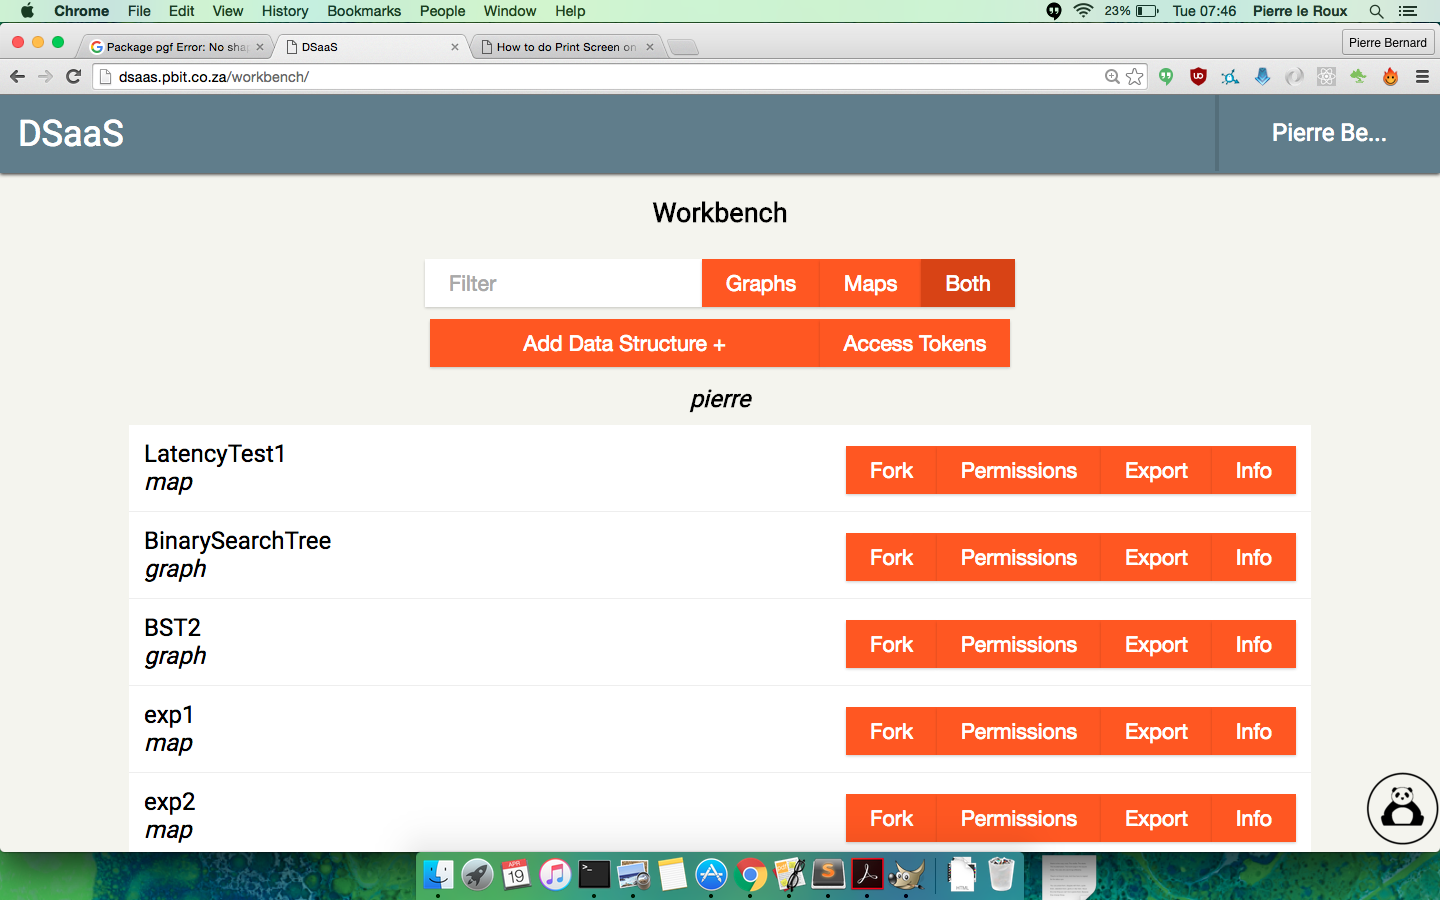 Chrome File Edit View History Bookmarks People Window Help 23% Tue 07:46 Pierre le Roux
Package pgf Error: No sha
DSaaS
How to do Print Screen on
Pierre Bernard
dsaas.pbit.co.za/workbench/
DSaaS
Pierre Be...
Workbench
Filter Graphs Maps Both
Add Data Structure + Access Tokens
pierre
LatencyTest1
map
Fork Permissions Export Info
BinarySearchTree
graph
Fork Permissions Export Info
BST2
graph
Fork Permissions Export Info
exp1
map
Fork Permissions Export Info
exp2
map
Fork Permissions Export Info
APR
19
HTML